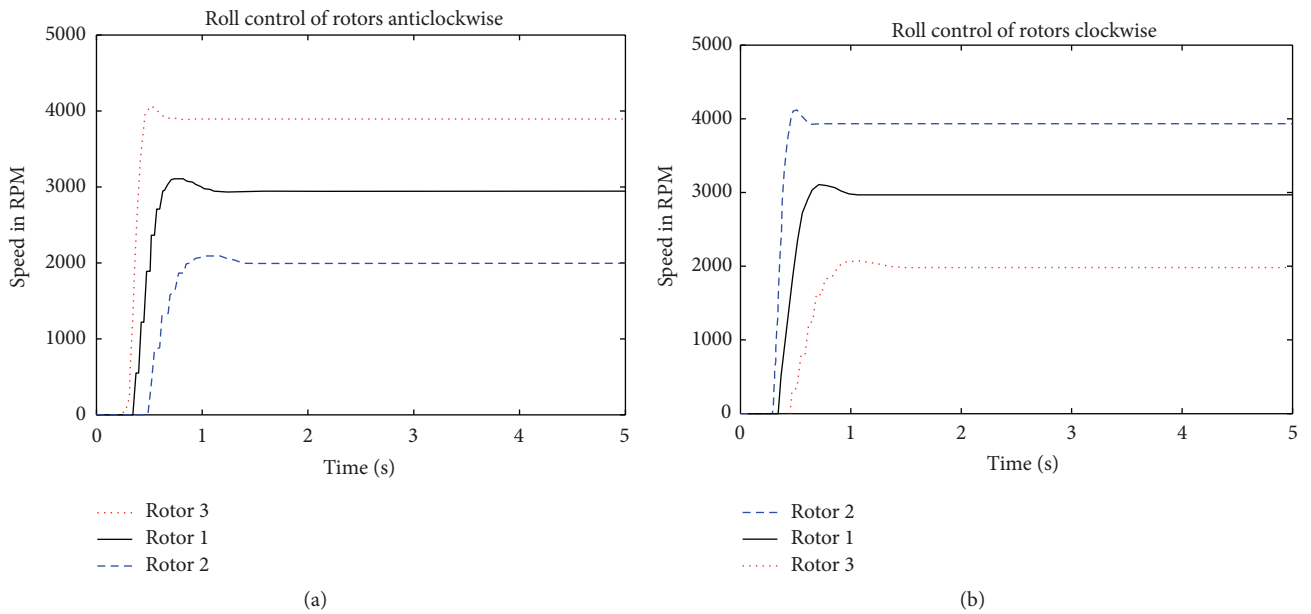 Roll control of rotors anticlockwise
5000
4000
3000
2000
1000
0
Speed in RPM
0 1 2 3 4 5
Time (s)
Rotor 3
Rotor 1
Rotor 2
(a)
Roll control of rotors clockwise
5000
4000
3000
2000
1000
0
Speed in RPM
0 1 2 3 4 5
Time (s)
Rotor 2
Rotor 1
Rotor 3
(b)